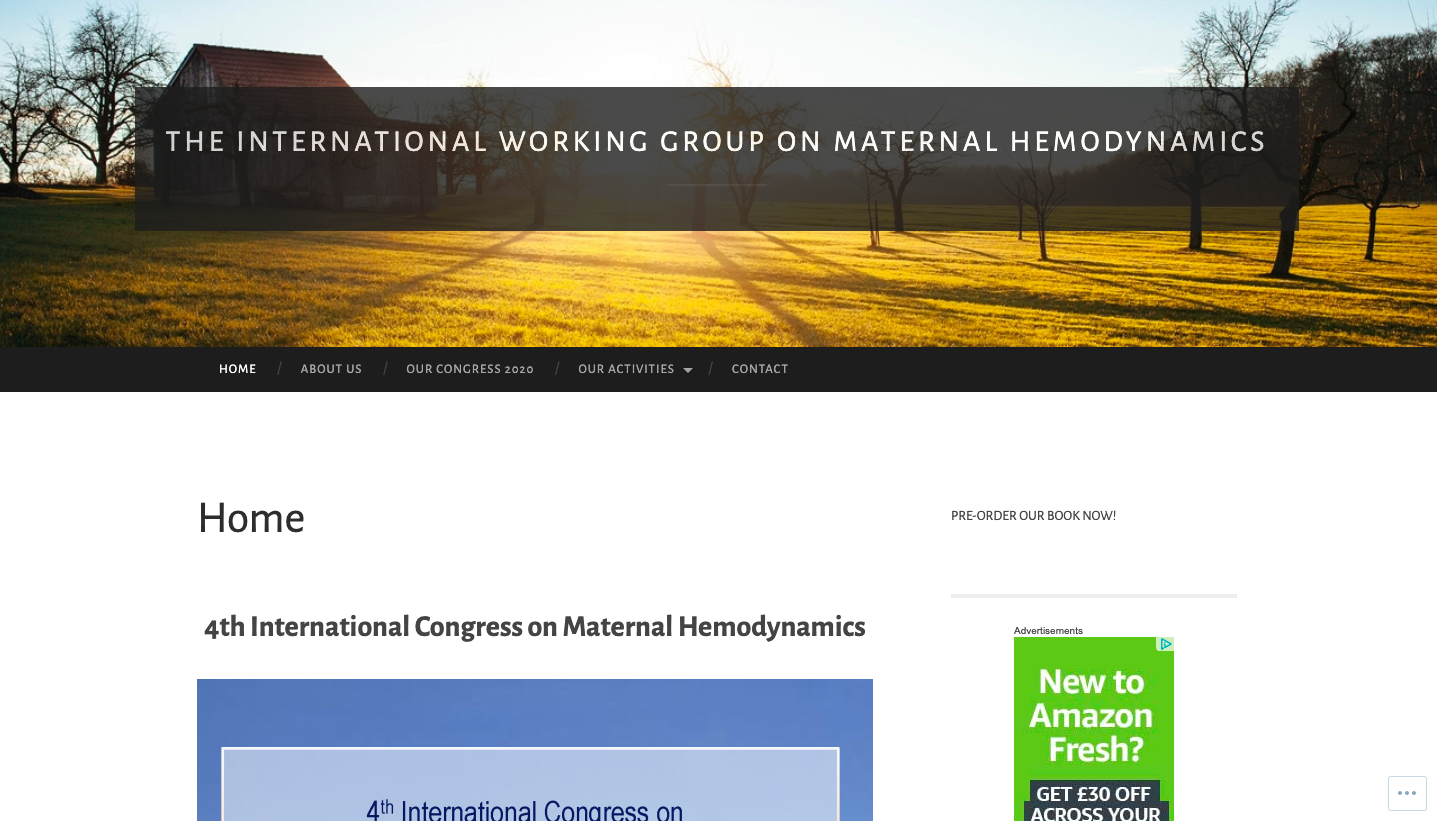 THE INTERNATIONAL WORKING GROUP ON MATERNAL HEMODYNAMICS
HOME / ABOUT US / OUR CONGRESS 2020 / OUR ACTIVITIES / CONTACT
Home
4th International Congress on Maternal Hemodynamics
4th International Congress on
PRE-ORDER OUR BOOK NOW!
Advertisements
New to
Amazon
Fresh?
GET £30 OFF
ACROSS YOUR